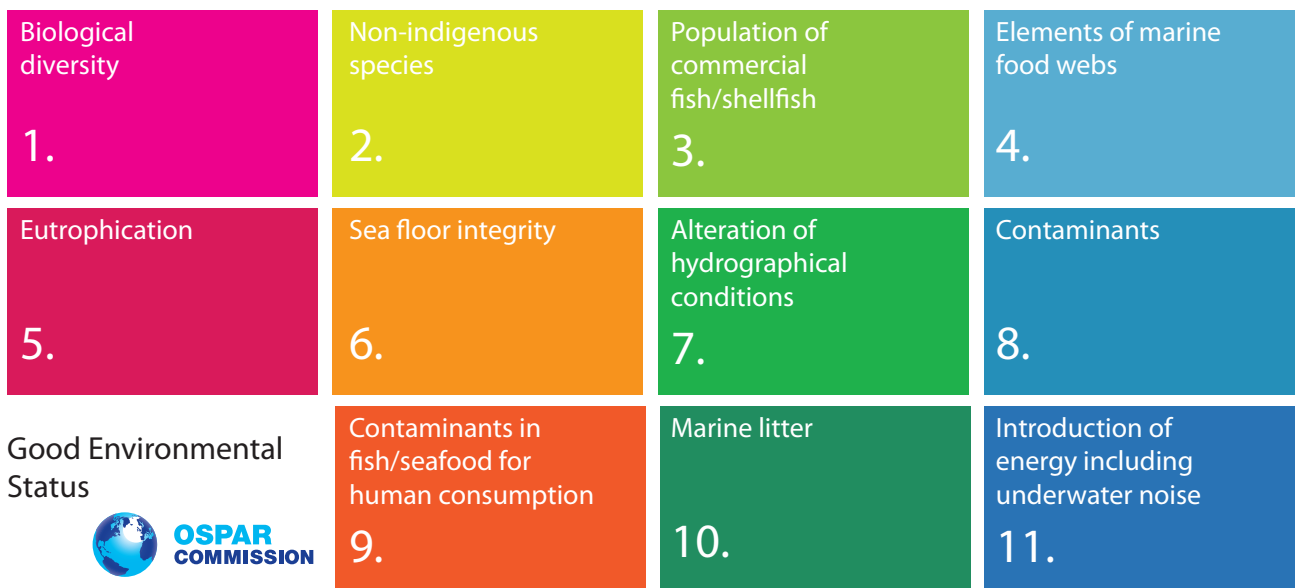 Biological
diversity
1.
Non-indigenous
species
2.
Population of
commercial
fish/shellfish
3.
Elements of marine
food webs
4.
Eutrophication
5.
Sea floor integrity
6.
Alteration of
hydrographical
conditions
7.
Contaminants
8.
Good Environmental
Status
OSPAR
COMMISSION
Contaminants in
fish/seafood for
human consumption
9.
Marine litter
10.
Introduction of
energy including
underwater noise
11.